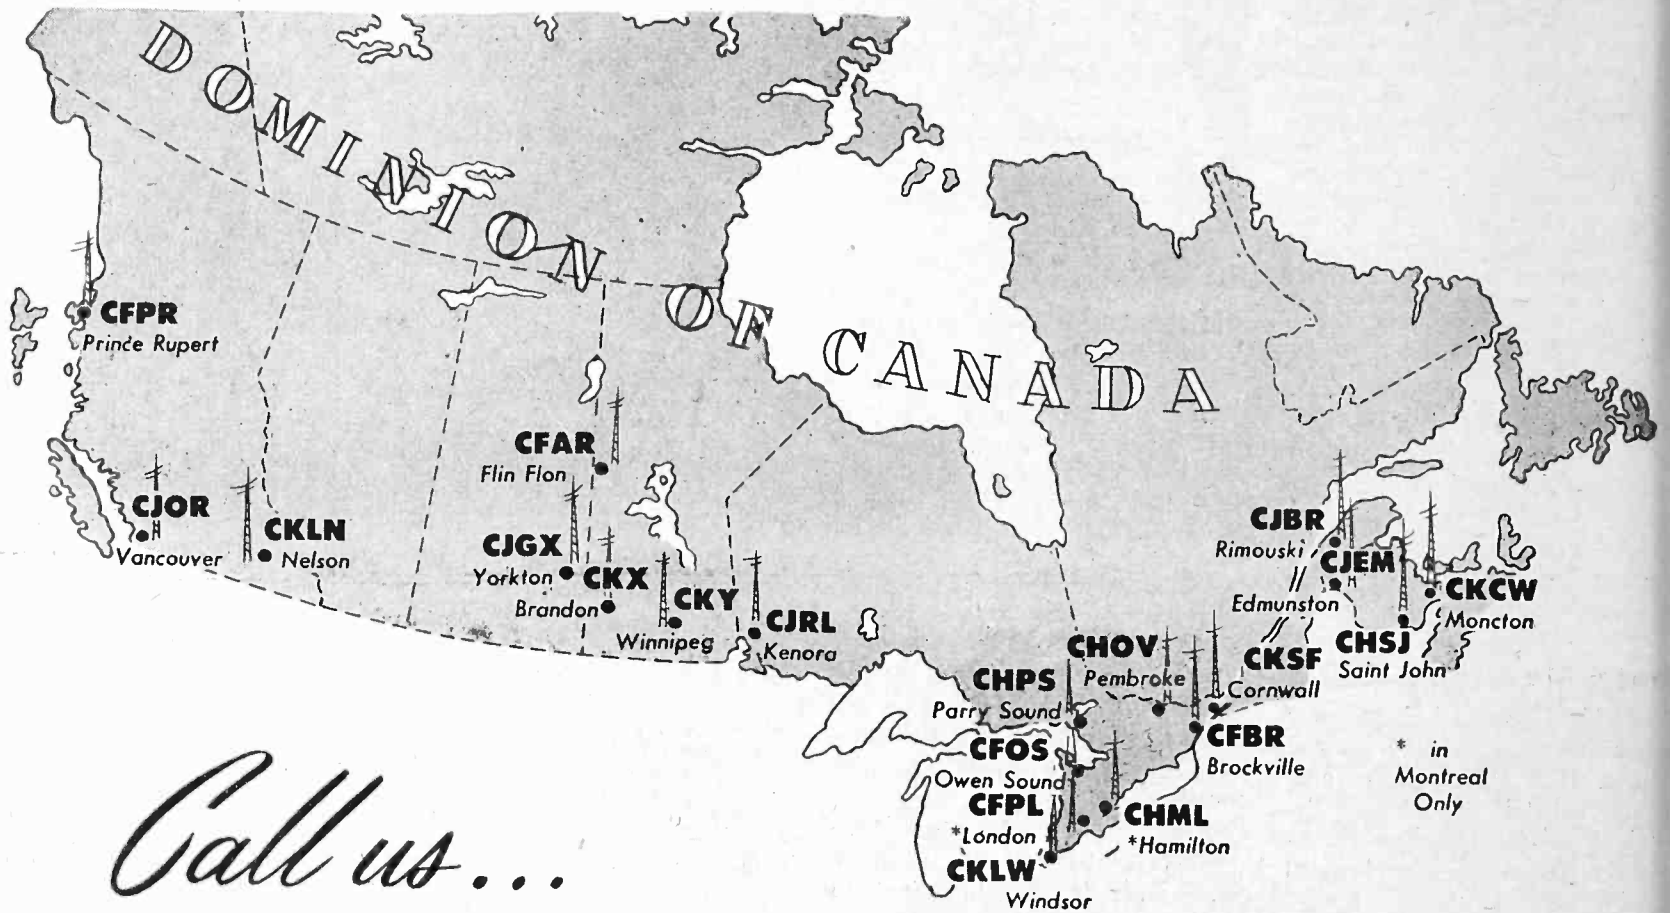 DOMINION OF CANADA
CFPR
Prince Rupert
CJOR
Vancouver
CKLN
Nelson
CFAR
Flin Flon
CJGX
Yorkton
CKX
Brandon
CKY
Winnipeg
CJRL
Kenora
CJBR
Rimouski
CJEM
Edmunston
CKCW
Moncton
CHSJ
Saint John
CKSF
Cornwall
CHOV
Pembroke
CHPS
Parry Sound
CFBR
Brockville
CFOS
Owen Sound
CFPL
*London
CHML
*Hamilton
CKLW
Windsor
* in
Montreal
Only
Call us...